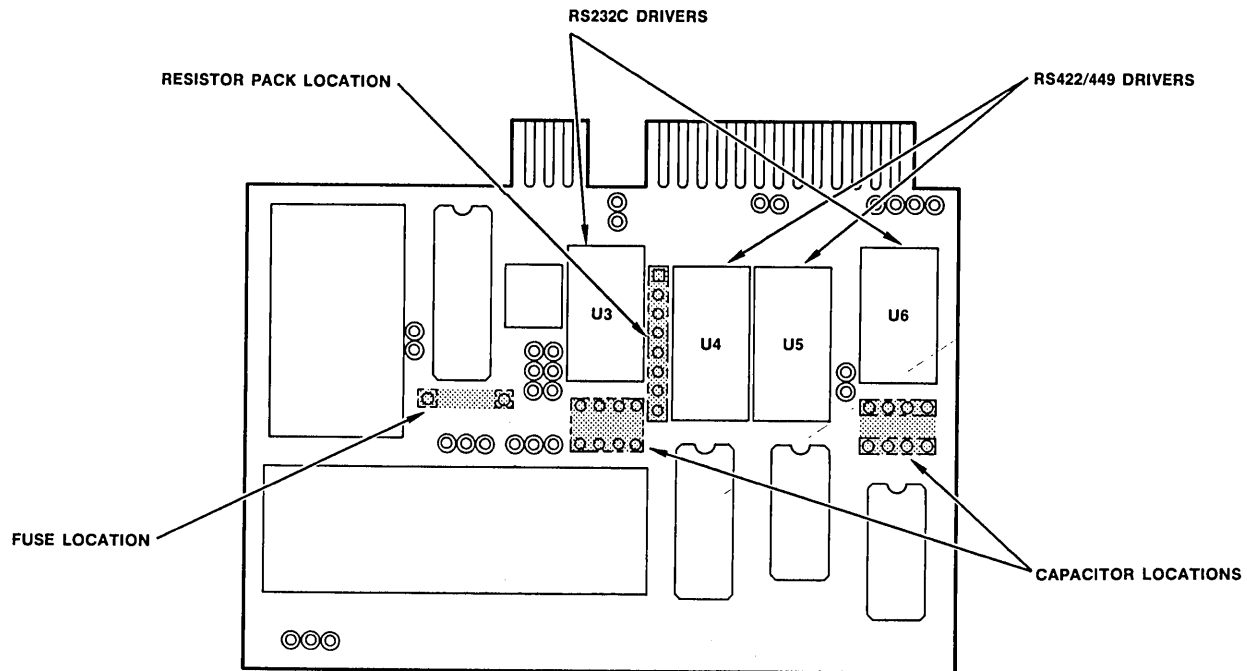 RS232C DRIVERS
RESISTOR PACK LOCATION
RS422/449 DRIVERS
U3
U4
U5
U6
FUSE LOCATION
CAPACITOR LOCATIONS